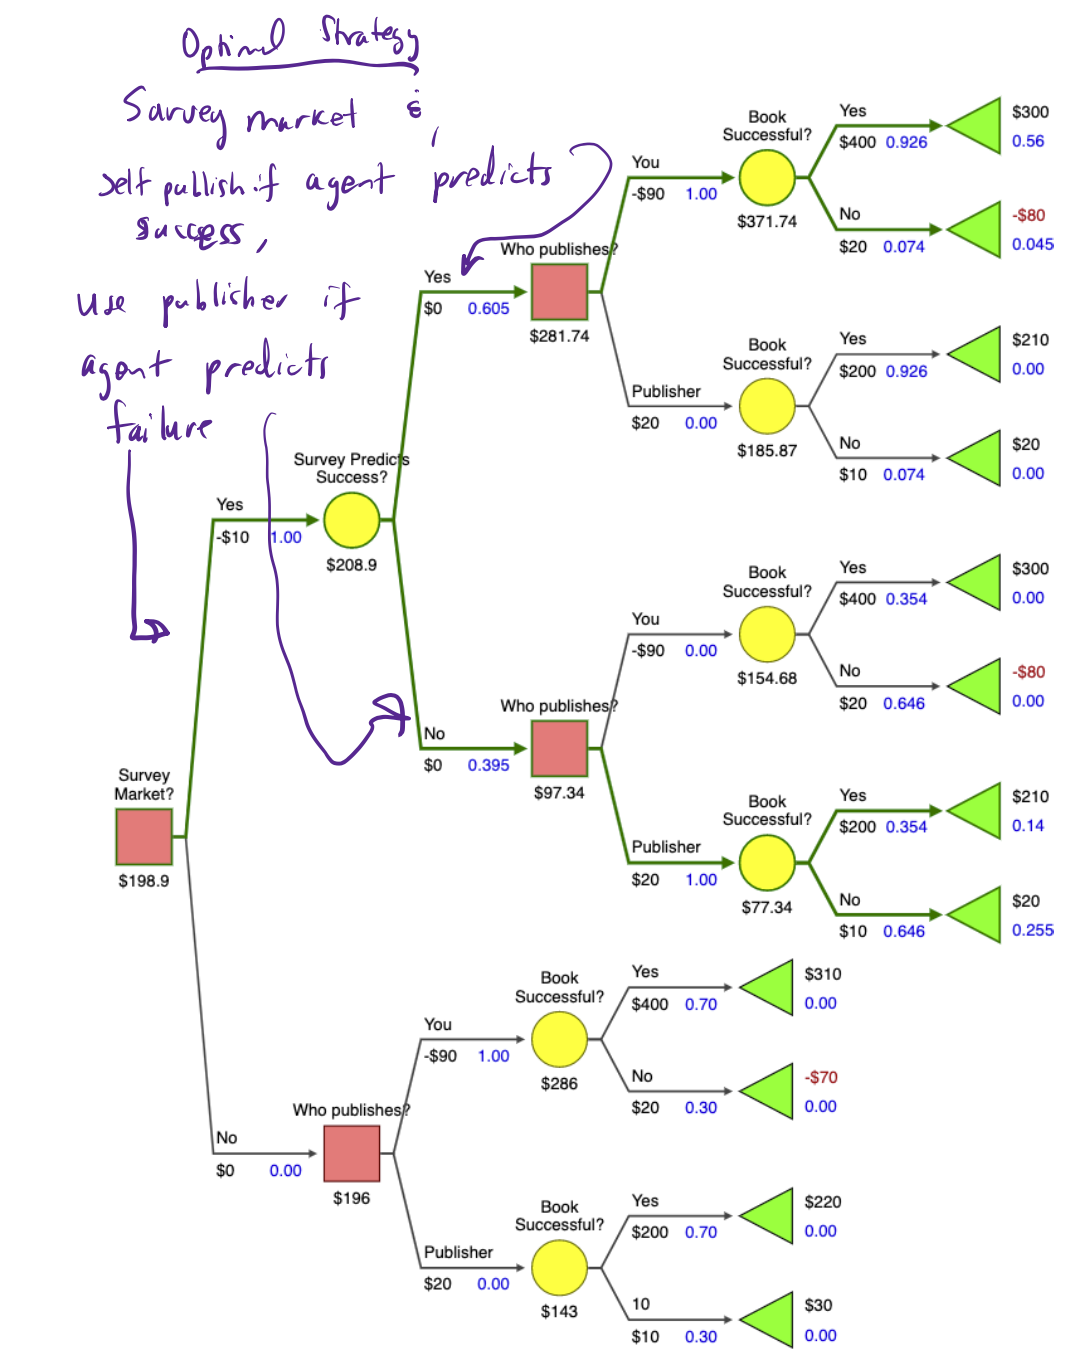 Optimal Strategy
Survey market &
self publish if agent predicts
success,
use publisher if
agent predicts
failure
Book
Successful?
Yes
$400 0.926
$300
0.56
You
-$90 1.00
$371.74
No
$20 0.074
-$80
0.045
Who publishes?
Yes
$0 0.605
$281.74
Book
Successful?
Yes
$200 0.926
$210
0.00
Publisher
$20 0.00
$185.87
No
$10 0.074
$20
0.00
Survey Predicts
Success?
Yes
-$10 1.00
$208.9
Book
Successful?
Yes
$400 0.354
$300
0.00
You
-$90 0.00
$154.68
No
$20 0.646
-$80
0.00
Who publishes?
No
$0 0.395
$97.34
Survey
Market?
$198.9
Book
Successful?
Yes
$200 0.354
$210
0.14
Publisher
$20 1.00
$77.34
No
$10 0.646
$20
0.255
Book
Successful?
Yes
$400 0.70
$310
0.00
You
-$90 1.00
$286
No
$20 0.30
-$70
0.00
Who publishes?
No
$0 0.00
$196
Book
Successful?
Yes
$200 0.70
$220
0.00
Publisher
$20 0.00
$143
10
$10 0.30
$30
0.00